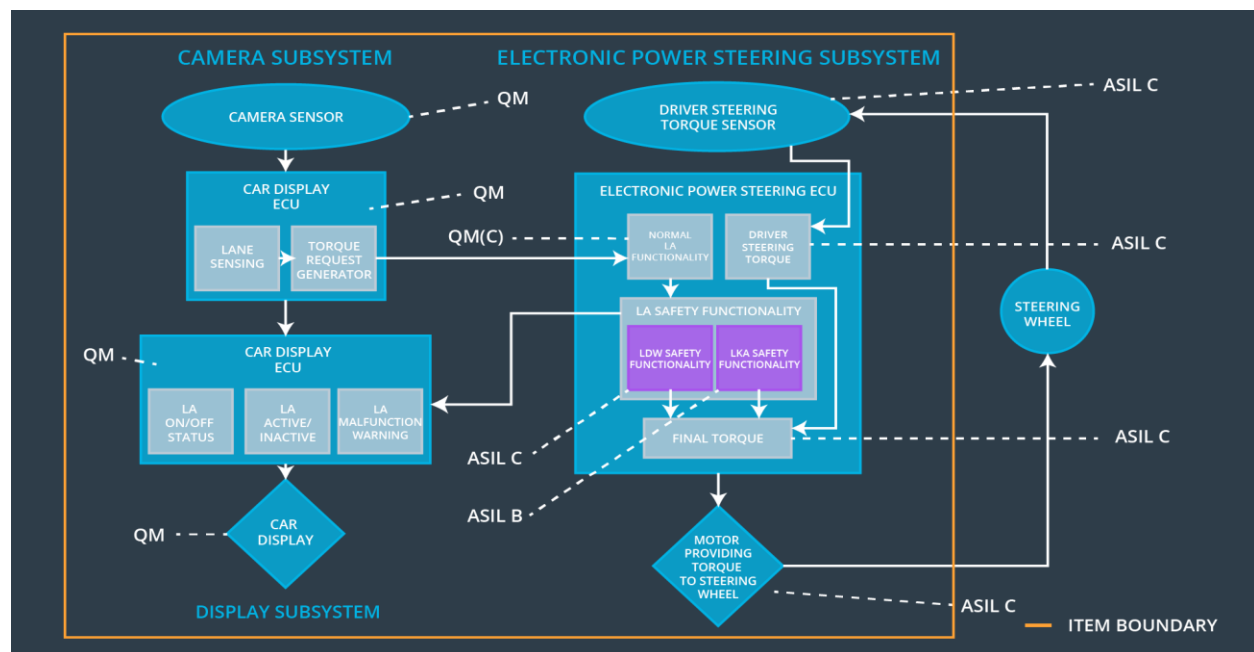 CAMERA SUBSYSTEM
ELECTRONIC POWER STEERING SUBSYSTEM
CAMERA SENSOR
QM
DRIVER STEERING
TORQUE SENSOR
ASIL C
CAR DISPLAY
ECU
QM
LANE
SENSING
TORQUE
REQUEST
GENERATOR
ELECTRONIC POWER STEERING ECU
QM(C)
NORMAL
LA
FUNCTIONALITY
DRIVER
STEERING
TORQUE
ASIL C
STEERING
WHEEL
LA SAFETY FUNCTIONALITY
LDW SAFETY
FUNCTIONALITY
LKA SAFETY
FUNCTIONALITY
QM
CAR DISPLAY
ECU
LA
ON/OFF
STATUS
LA
ACTIVE/
INACTIVE
LA
MALFUNCTION
WARNING
FINAL TORQUE
ASIL C
ASIL C
ASIL B
QM
CAR
DISPLAY
MOTOR
PROVIDING
TORQUE
TO STEERING
WHEEL
ASIL C
DISPLAY SUBSYSTEM
ITEM BOUNDARY